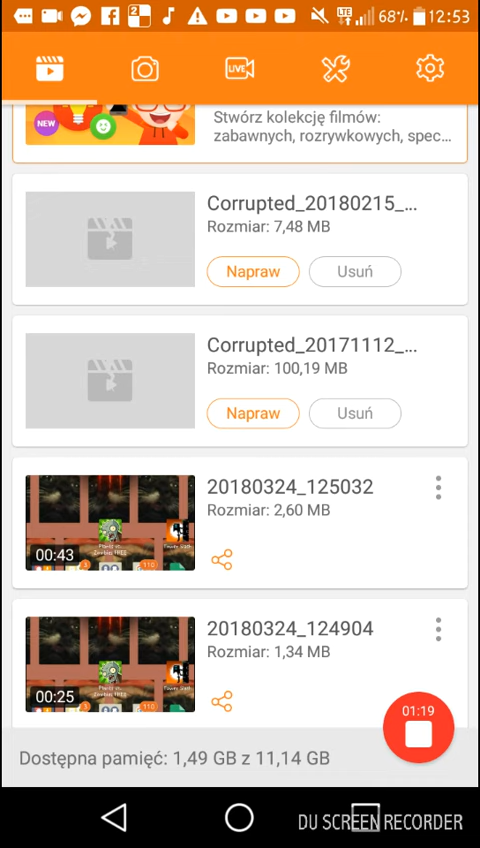 2
LTE
68%
12:53
LIVE
NEW
Stwórz kolekcję filmów:
zabawnych, rozrywkowych, spec...
Corrupted_20180215_...
Rozmiar: 7,48 MB
Napraw
Usuń
Corrupted_20171112_...
Rozmiar: 100,19 MB
Napraw
Usuń
20180324_125032
Rozmiar: 2,60 MB
00:43
20180324_124904
Rozmiar: 1,34 MB
00:25
01:19
Dostępna pamięć: 1,49 GB z 11,14 GB
DU SCREEN RECORDER